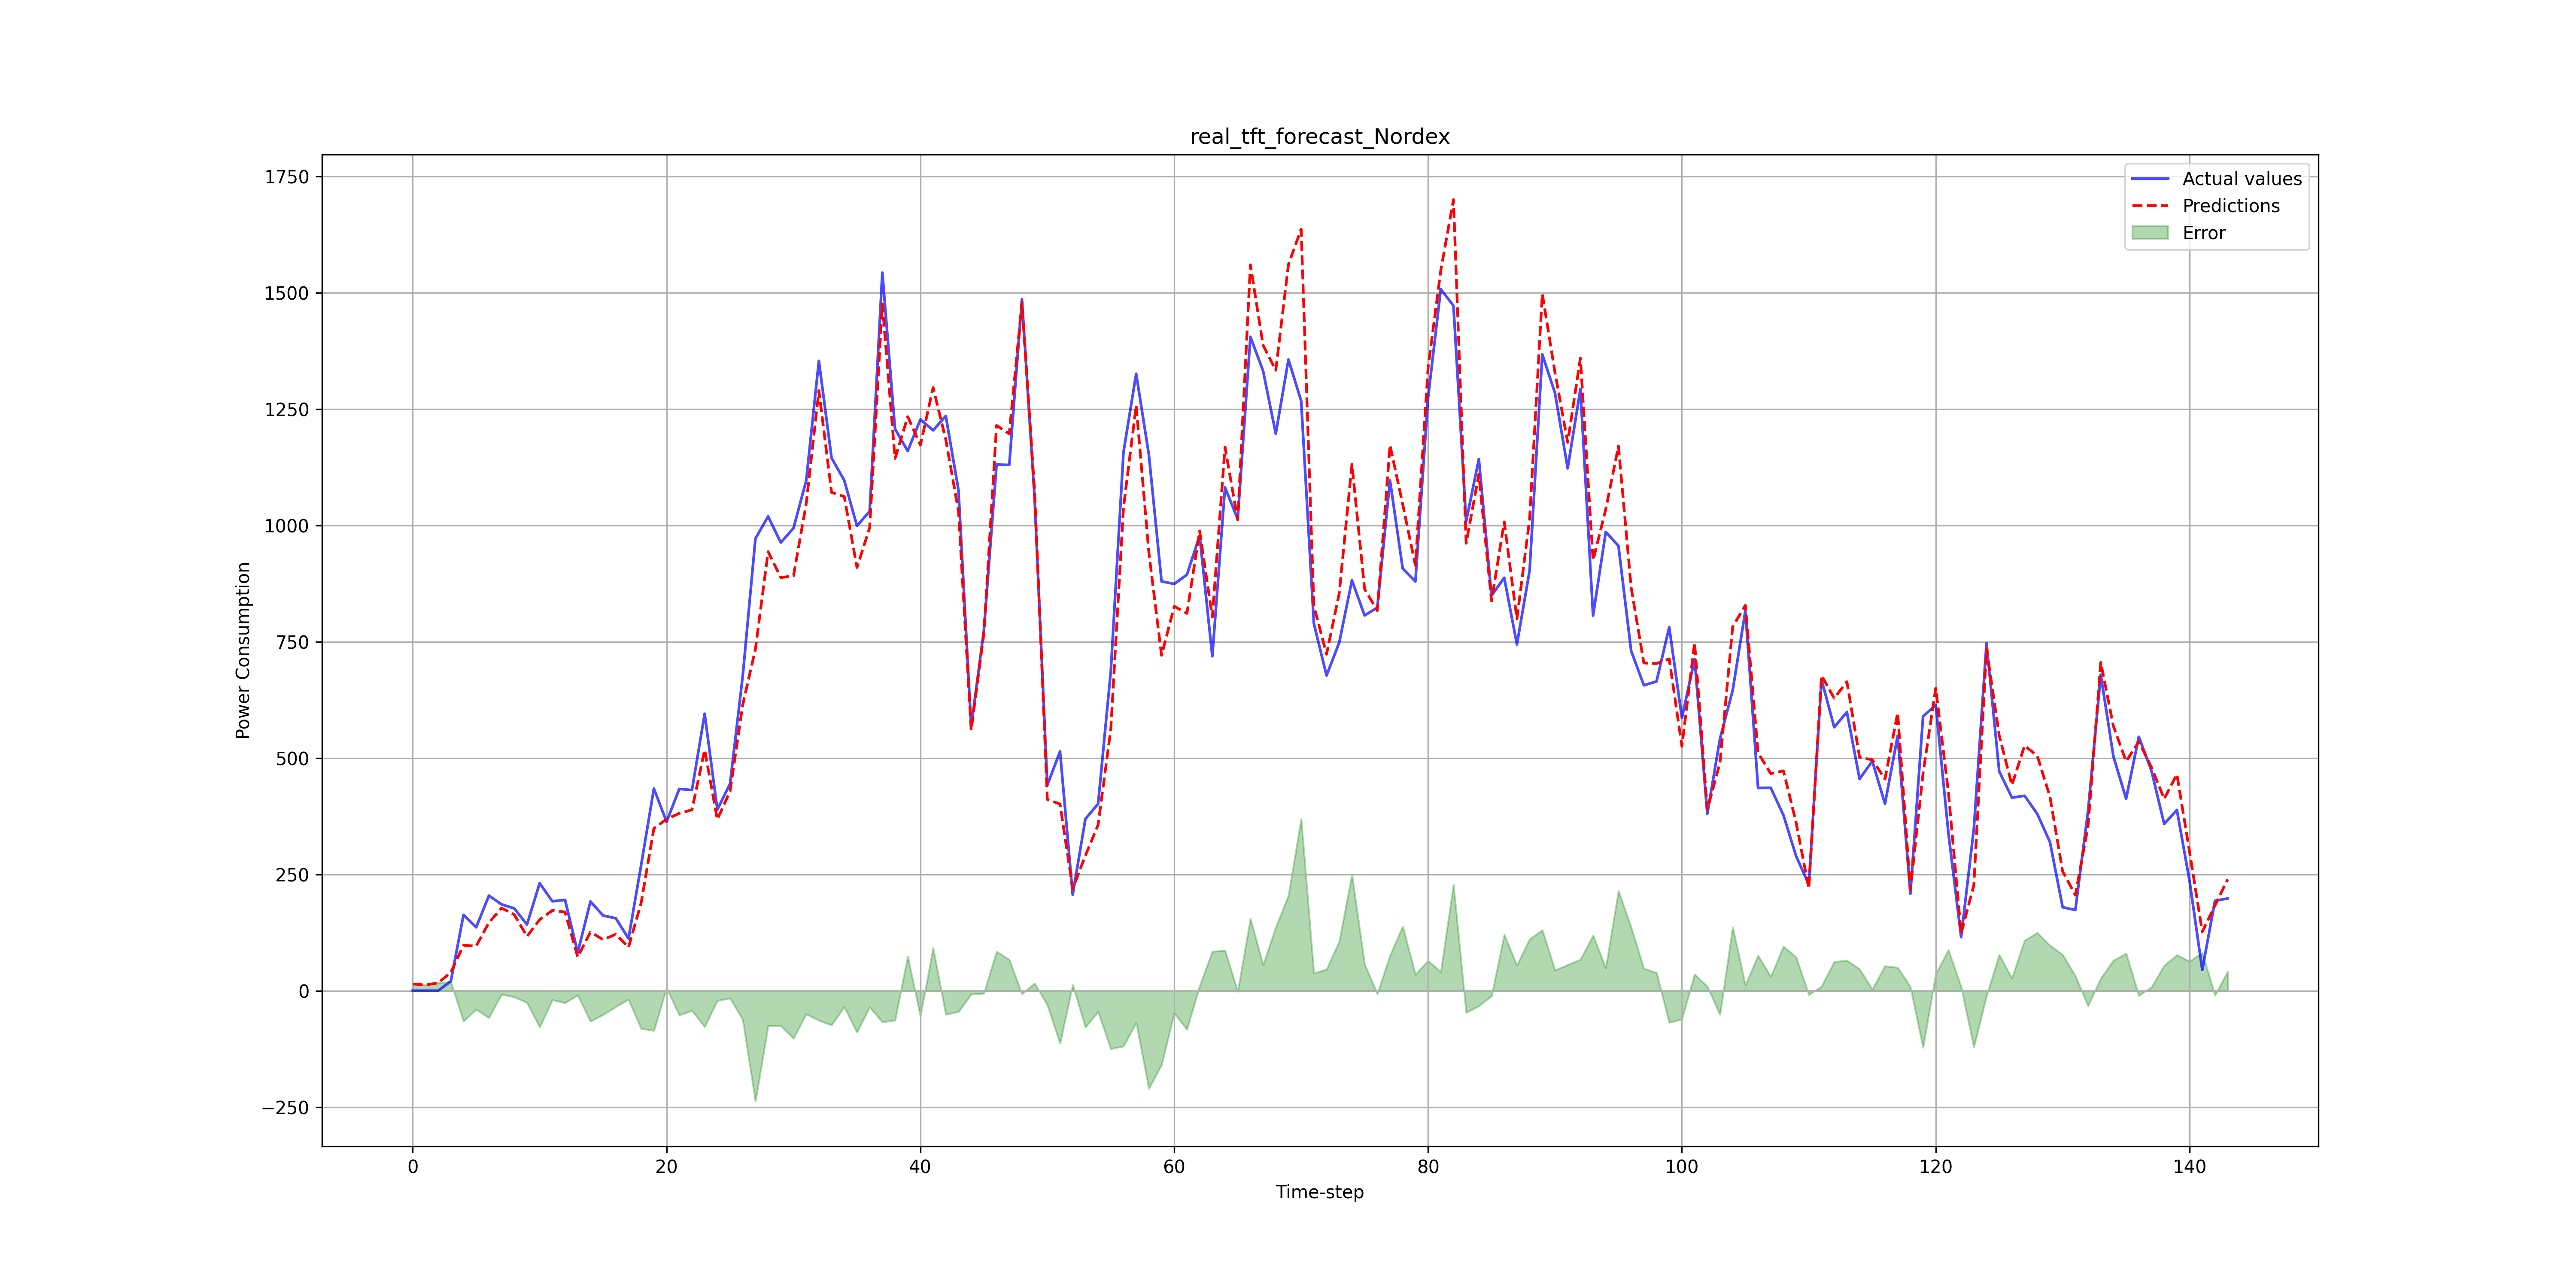 real_tft_forecast_Nordex
Actual values
Predictions
Error
1750
1500
1250
1000
750
500
250
0
−250
Power Consumption
0 20 40 60 80 100 120 140
Time-step